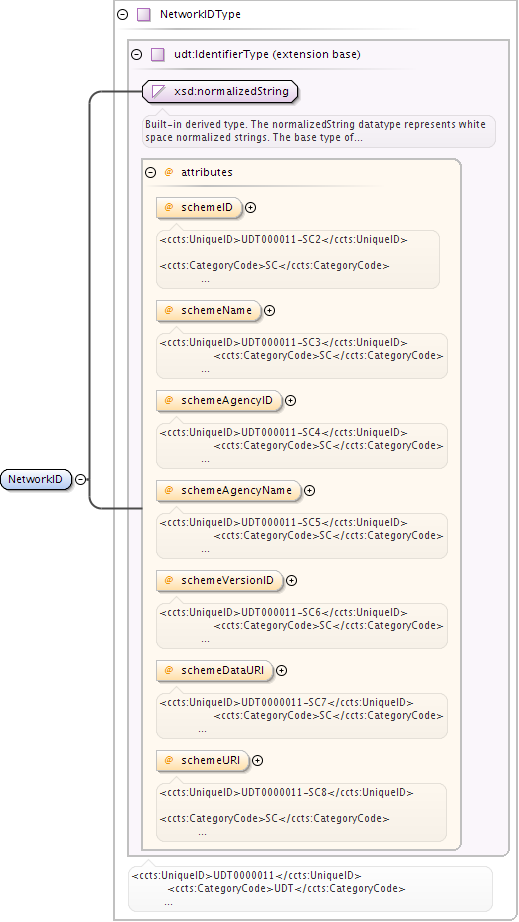 NetworkIDType
udt:IdentifierType (extension base)
xsd:normalizedString
Built-in derived type. The normalizedString datatype represents white
space normalized strings. The base type of...
@ attributes
@ schemeID
<ccts:UniqueID>UDT000011-SC2</ccts:UniqueID>
<ccts:CategoryCode>SC</ccts:CategoryCode>
...
@ schemeName
<ccts:UniqueID>UDT000011-SC3</ccts:UniqueID>
<ccts:CategoryCode>SC</ccts:CategoryCode>
...
@ schemeAgencyID
<ccts:UniqueID>UDT000011-SC4</ccts:UniqueID>
<ccts:CategoryCode>SC</ccts:CategoryCode>
...
NetworkID
@ schemeAgencyName
<ccts:UniqueID>UDT000011-SC5</ccts:UniqueID>
<ccts:CategoryCode>SC</ccts:CategoryCode>
...
@ schemeVersionID
<ccts:UniqueID>UDT000011-SC6</ccts:UniqueID>
<ccts:CategoryCode>SC</ccts:CategoryCode>
...
@ schemeDataURI
<ccts:UniqueID>UDT0000011-SC7</ccts:UniqueID>
<ccts:CategoryCode>SC</ccts:CategoryCode>
...
@ schemeURI
<ccts:UniqueID>UDT0000011-SC8</ccts:UniqueID>
<ccts:CategoryCode>SC</ccts:CategoryCode>
...
<ccts:UniqueID>UDT0000011</ccts:UniqueID>
<ccts:CategoryCode>UDT</ccts:CategoryCode>
...